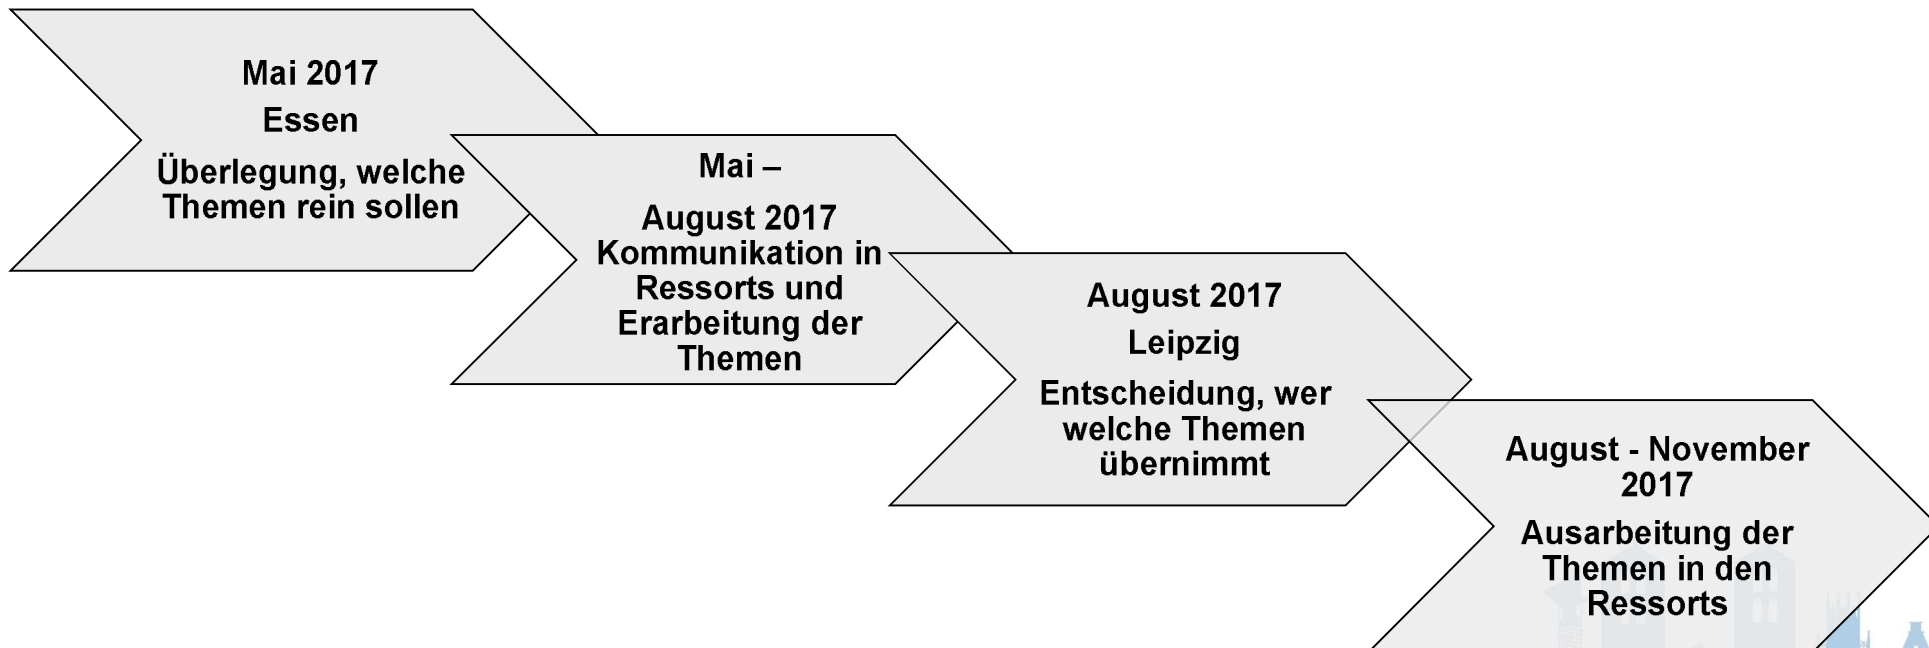 Mai 2017
Essen
Überlegung, welche
Themen rein sollen
Mai –
August 2017
Kommunikation in
Ressorts und
Erarbeitung der
Themen
August 2017
Leipzig
Entscheidung, wer
welche Themen
übernimmt
August - November
2017
Ausarbeitung der
Themen in den
Ressorts